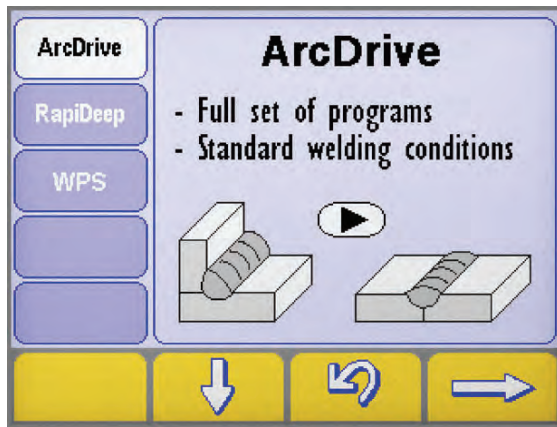 ArcDrive
RapiDeep
WPS
ArcDrive
- Full set of programs
- Standard welding conditions